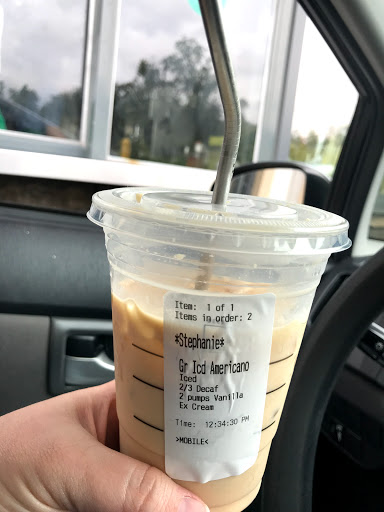 Item: 1 of 1
Items in order: 2
*Stephanie*
Gr Icd Americano
Iced
2/3 Decaf
2 pumps Vanilla
Ex Cream
Time: 12:34:30 PM
>MOBILE<